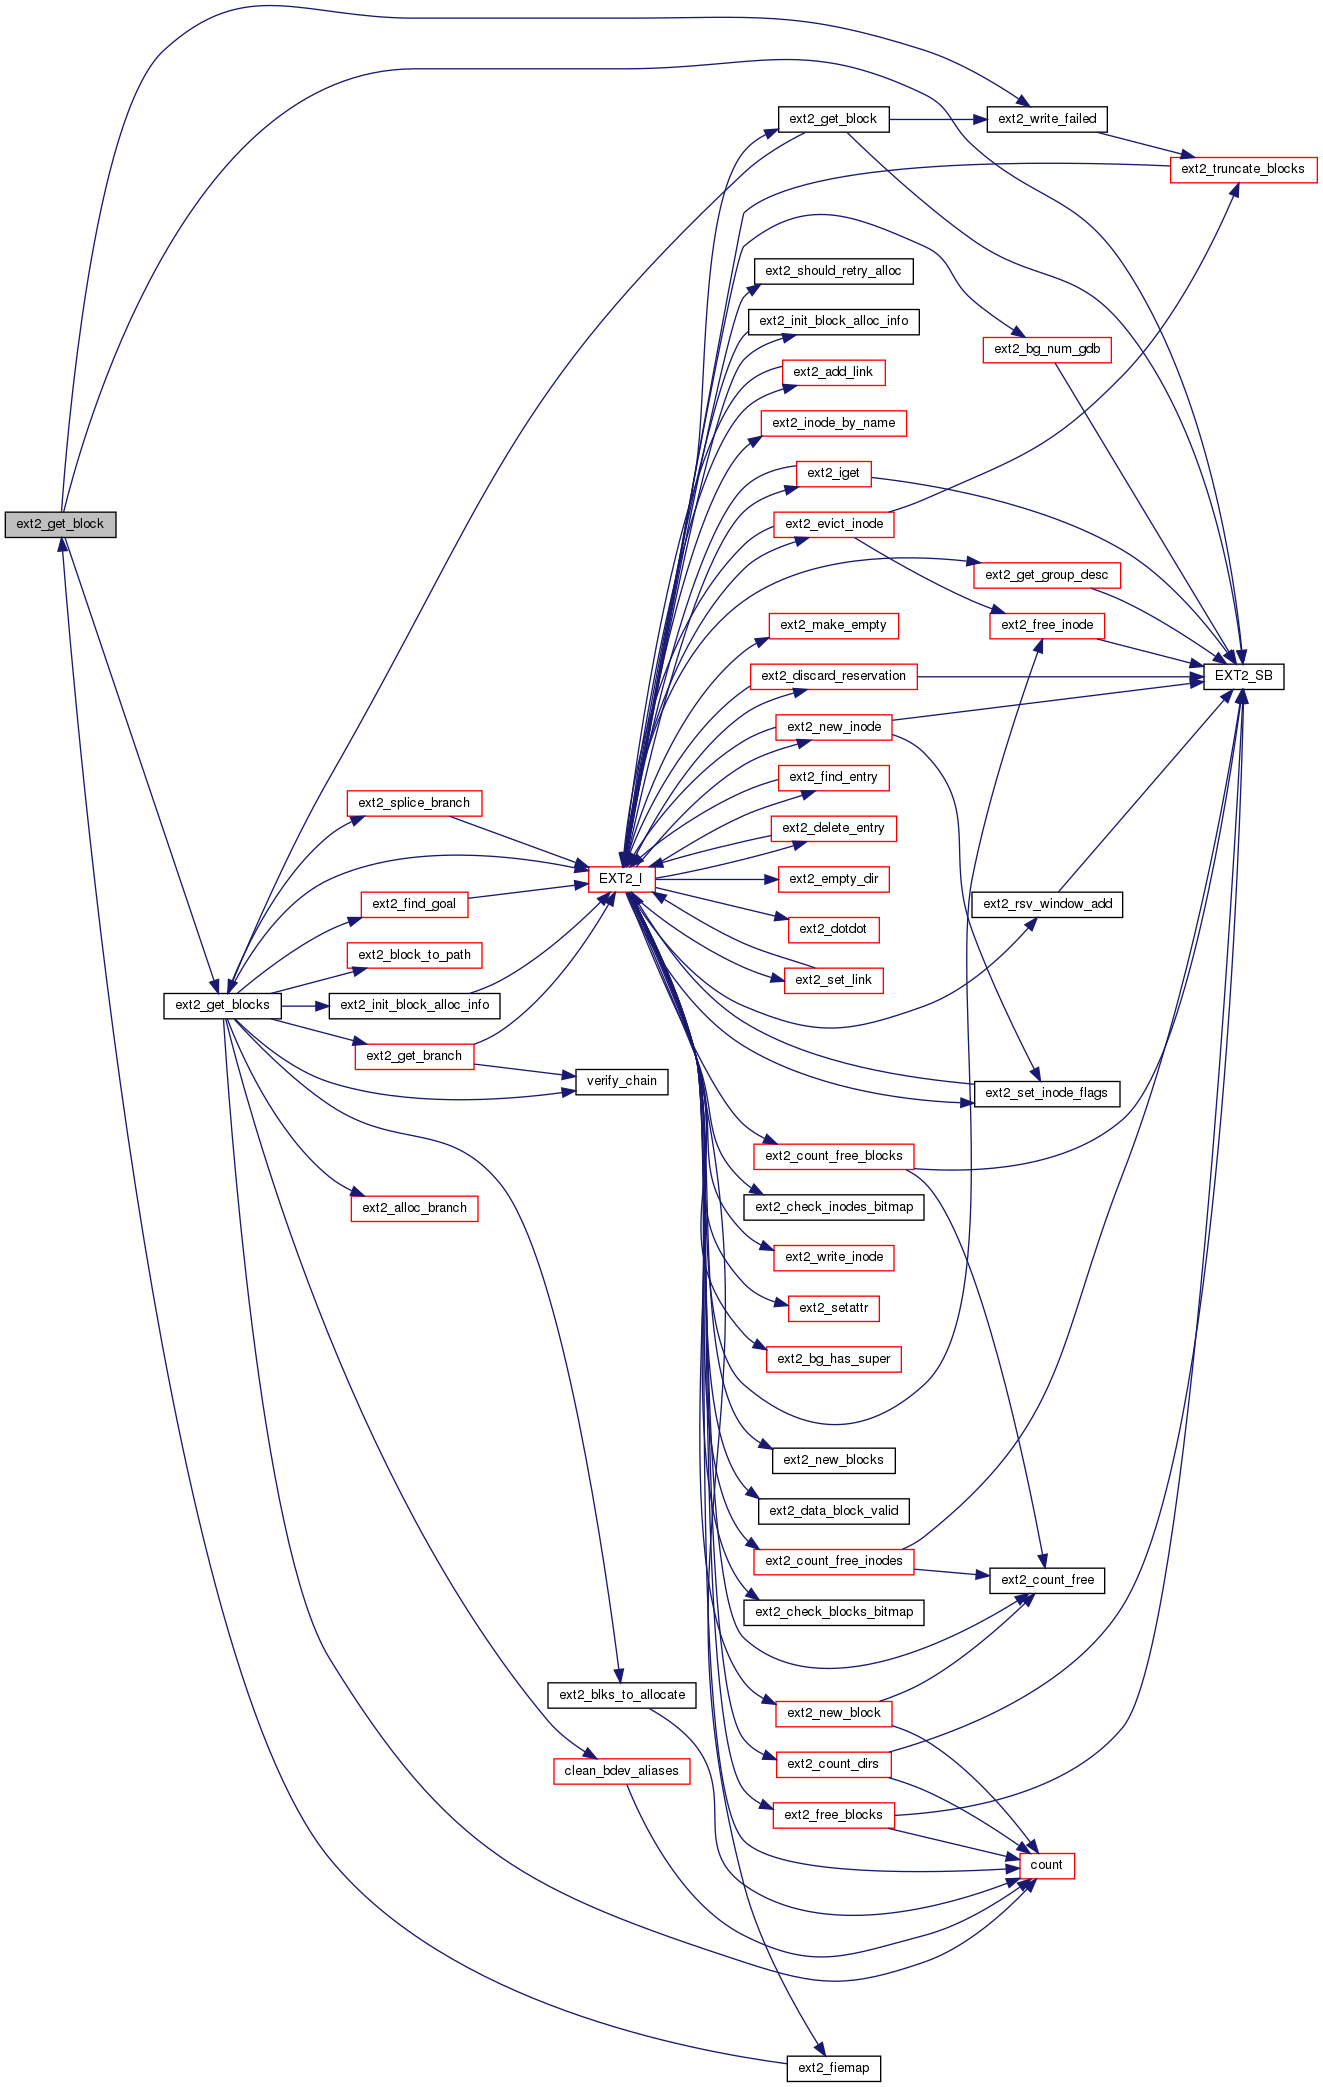 ext2_get_block
ext2_write_failed
ext2_get_block
ext2_truncate_blocks
ext2_should_retry_alloc
ext2_init_block_alloc_info
ext2_bg_num_gdb
ext2_add_link
ext2_inode_by_name
ext2_iget
ext2_evict_inode
ext2_get_group_desc
ext2_make_empty
ext2_free_inode
ext2_discard_reservation
EXT2_SB
ext2_new_inode
ext2_find_entry
ext2_splice_branch
ext2_delete_entry
EXT2_I
ext2_empty_dir
ext2_find_goal
ext2_rsv_window_add
ext2_dotdot
ext2_block_to_path
ext2_set_link
ext2_get_blocks
ext2_init_block_alloc_info
ext2_get_branch
verify_chain
ext2_set_inode_flags
ext2_count_free_blocks
ext2_alloc_branch
ext2_check_inodes_bitmap
ext2_write_inode
ext2_setattr
ext2_bg_has_super
ext2_new_blocks
ext2_data_block_valid
ext2_count_free_inodes
ext2_count_free
ext2_check_blocks_bitmap
ext2_blks_to_allocate
ext2_new_block
clean_bdev_aliases
ext2_count_dirs
ext2_free_blocks
count
ext2_fiemap